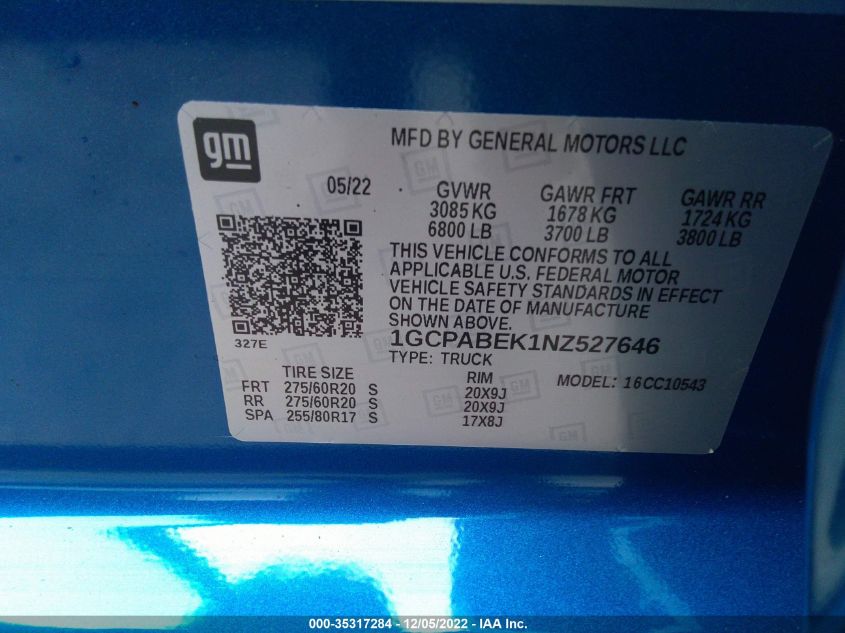 gm
MFD BY GENERAL MOTORS LLC
05/22
GVWR GAWR FRT GAWR RR
3085 KG 1678 KG 1724 KG
6800 LB 3700 LB 3800 LB
THIS VEHICLE CONFORMS TO ALL
APPLICABLE U.S. FEDERAL MOTOR
VEHICLE SAFETY STANDARDS IN EFFECT
ON THE DATE OF MANUFACTURE
SHOWN ABOVE.
327E
1GCPABEK1NZ527646
TYPE: TRUCK
TIRE SIZE RIM MODEL: 16CC10543
FRT 275/60R20 S 20X9J
RR 275/60R20 S 20X9J
SPA 255/80R17 S 17X8J
000-35317284 - 12/05/2022 - IAA Inc.